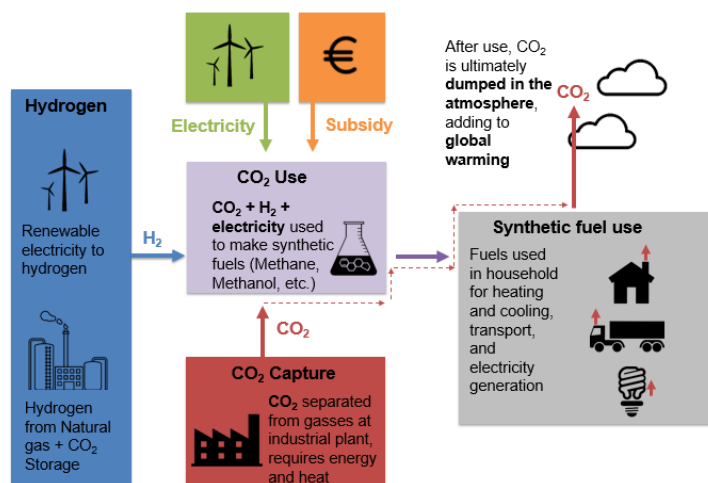 Hydrogen
Renewable
electricity to
hydrogen
Hydrogen
from Natural
gas + CO2
Storage
H2
Electricity
€
Subsidy
CO2 Use
CO2 + H2 +
electricity used
to make synthetic
fuels (Methane,
Methanol, etc.)
CO2
CO2 Capture
CO2 separated
from gasses at
industrial plant,
requires energy
and heat
After use, CO2
is ultimately
dumped in the
atmosphere,
adding to
global
warming
CO2
Synthetic fuel use
Fuels used
in household
for heating
and cooling,
transport,
and
electricity
generation